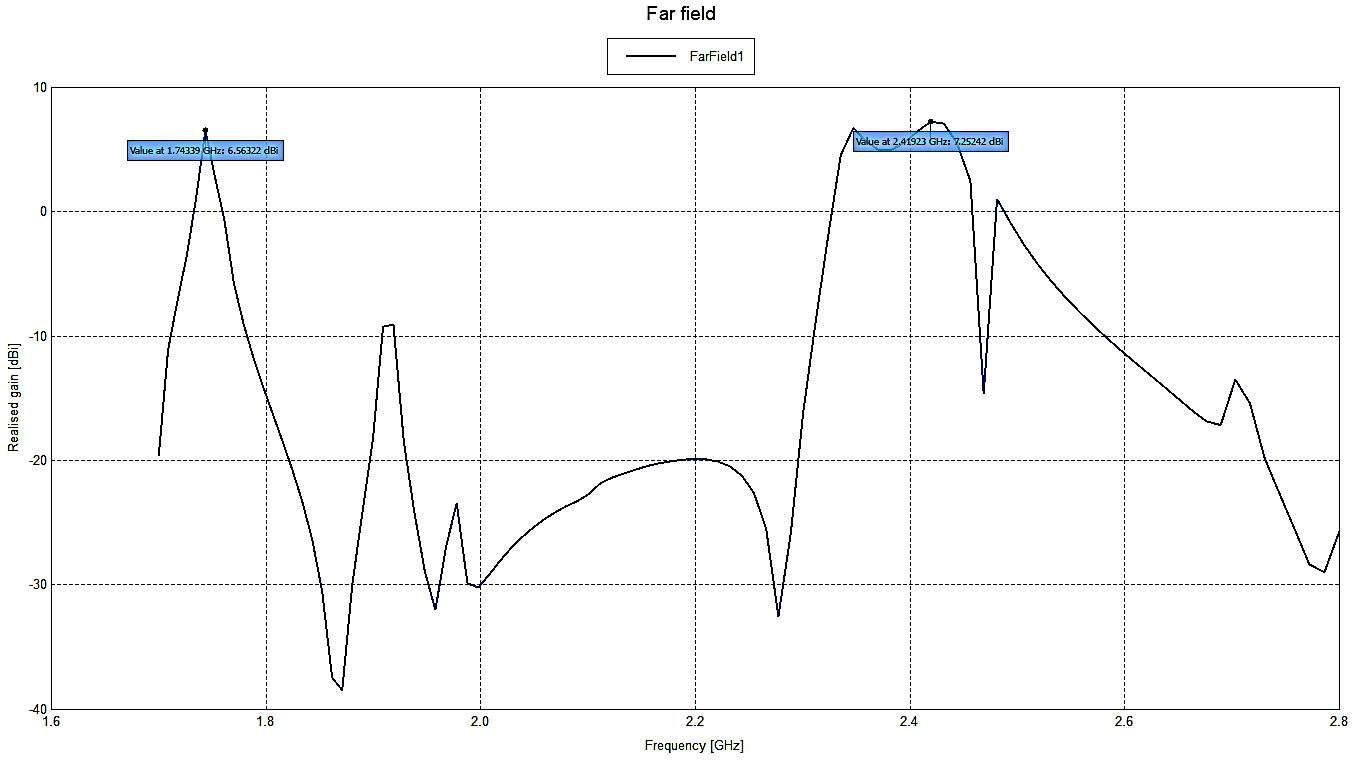 Far field
FarField1
10
Value at 1.74339 GHz: 6.56322 dBi
Value at 2.41923 GHz: 7.25242 dBi
0
-10
Realised gain [dBi]
-20
-30
-40
1.6
1.8
2.0
2.2
2.4
2.6
2.8
Frequency [GHz]